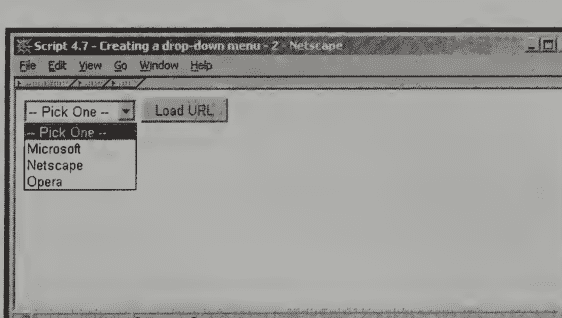 Script 4.7 - Creating a drop-down menu - 2 - Netscape
File Edit View Go Window Help
-- Pick One -- Load URL
-- Pick One --
Microsoft
Netscape
Opera